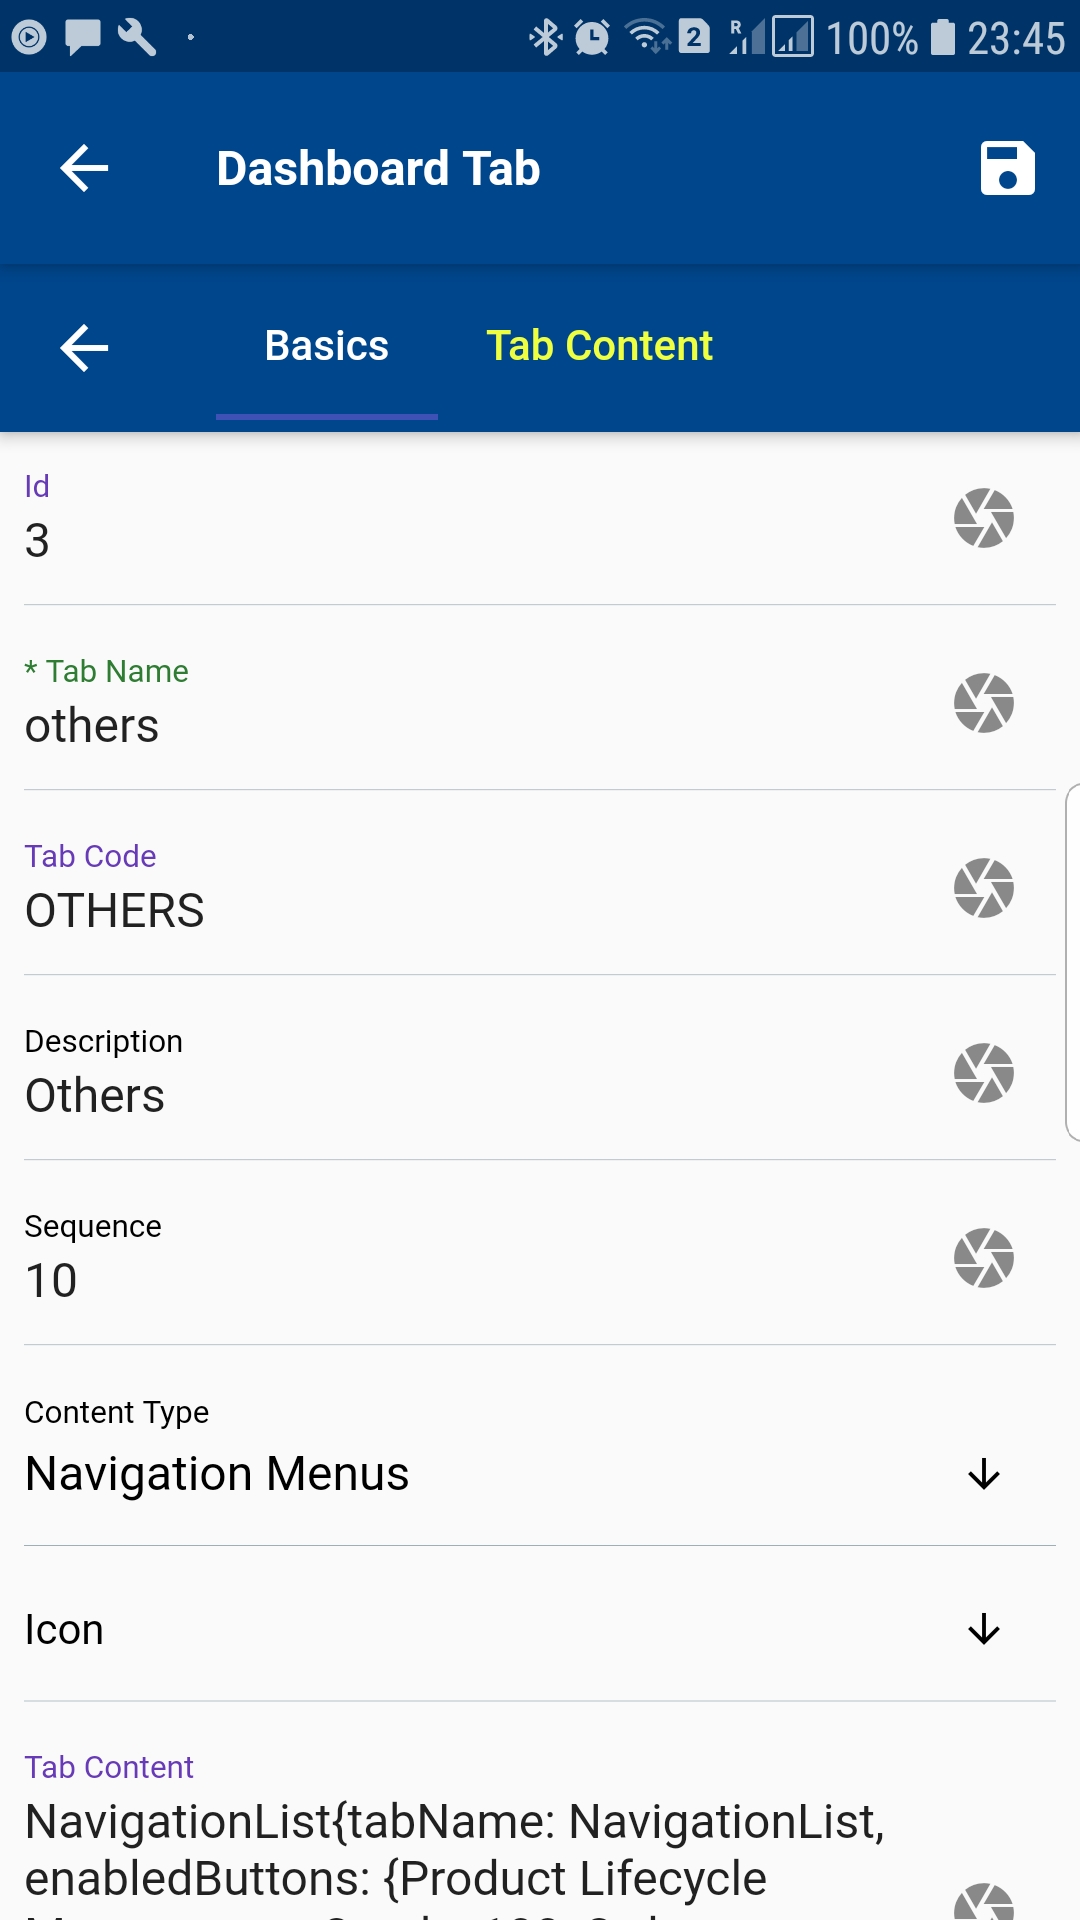 2 R 100% 23:45
Dashboard Tab
Basics Tab Content
Id
3
* Tab Name
others
Tab Code
OTHERS
Description
Others
Sequence
10
Content Type
Navigation Menus
Icon
Tab Content
NavigationList{tabName: NavigationList,
enabledButtons: {Product Lifecycle